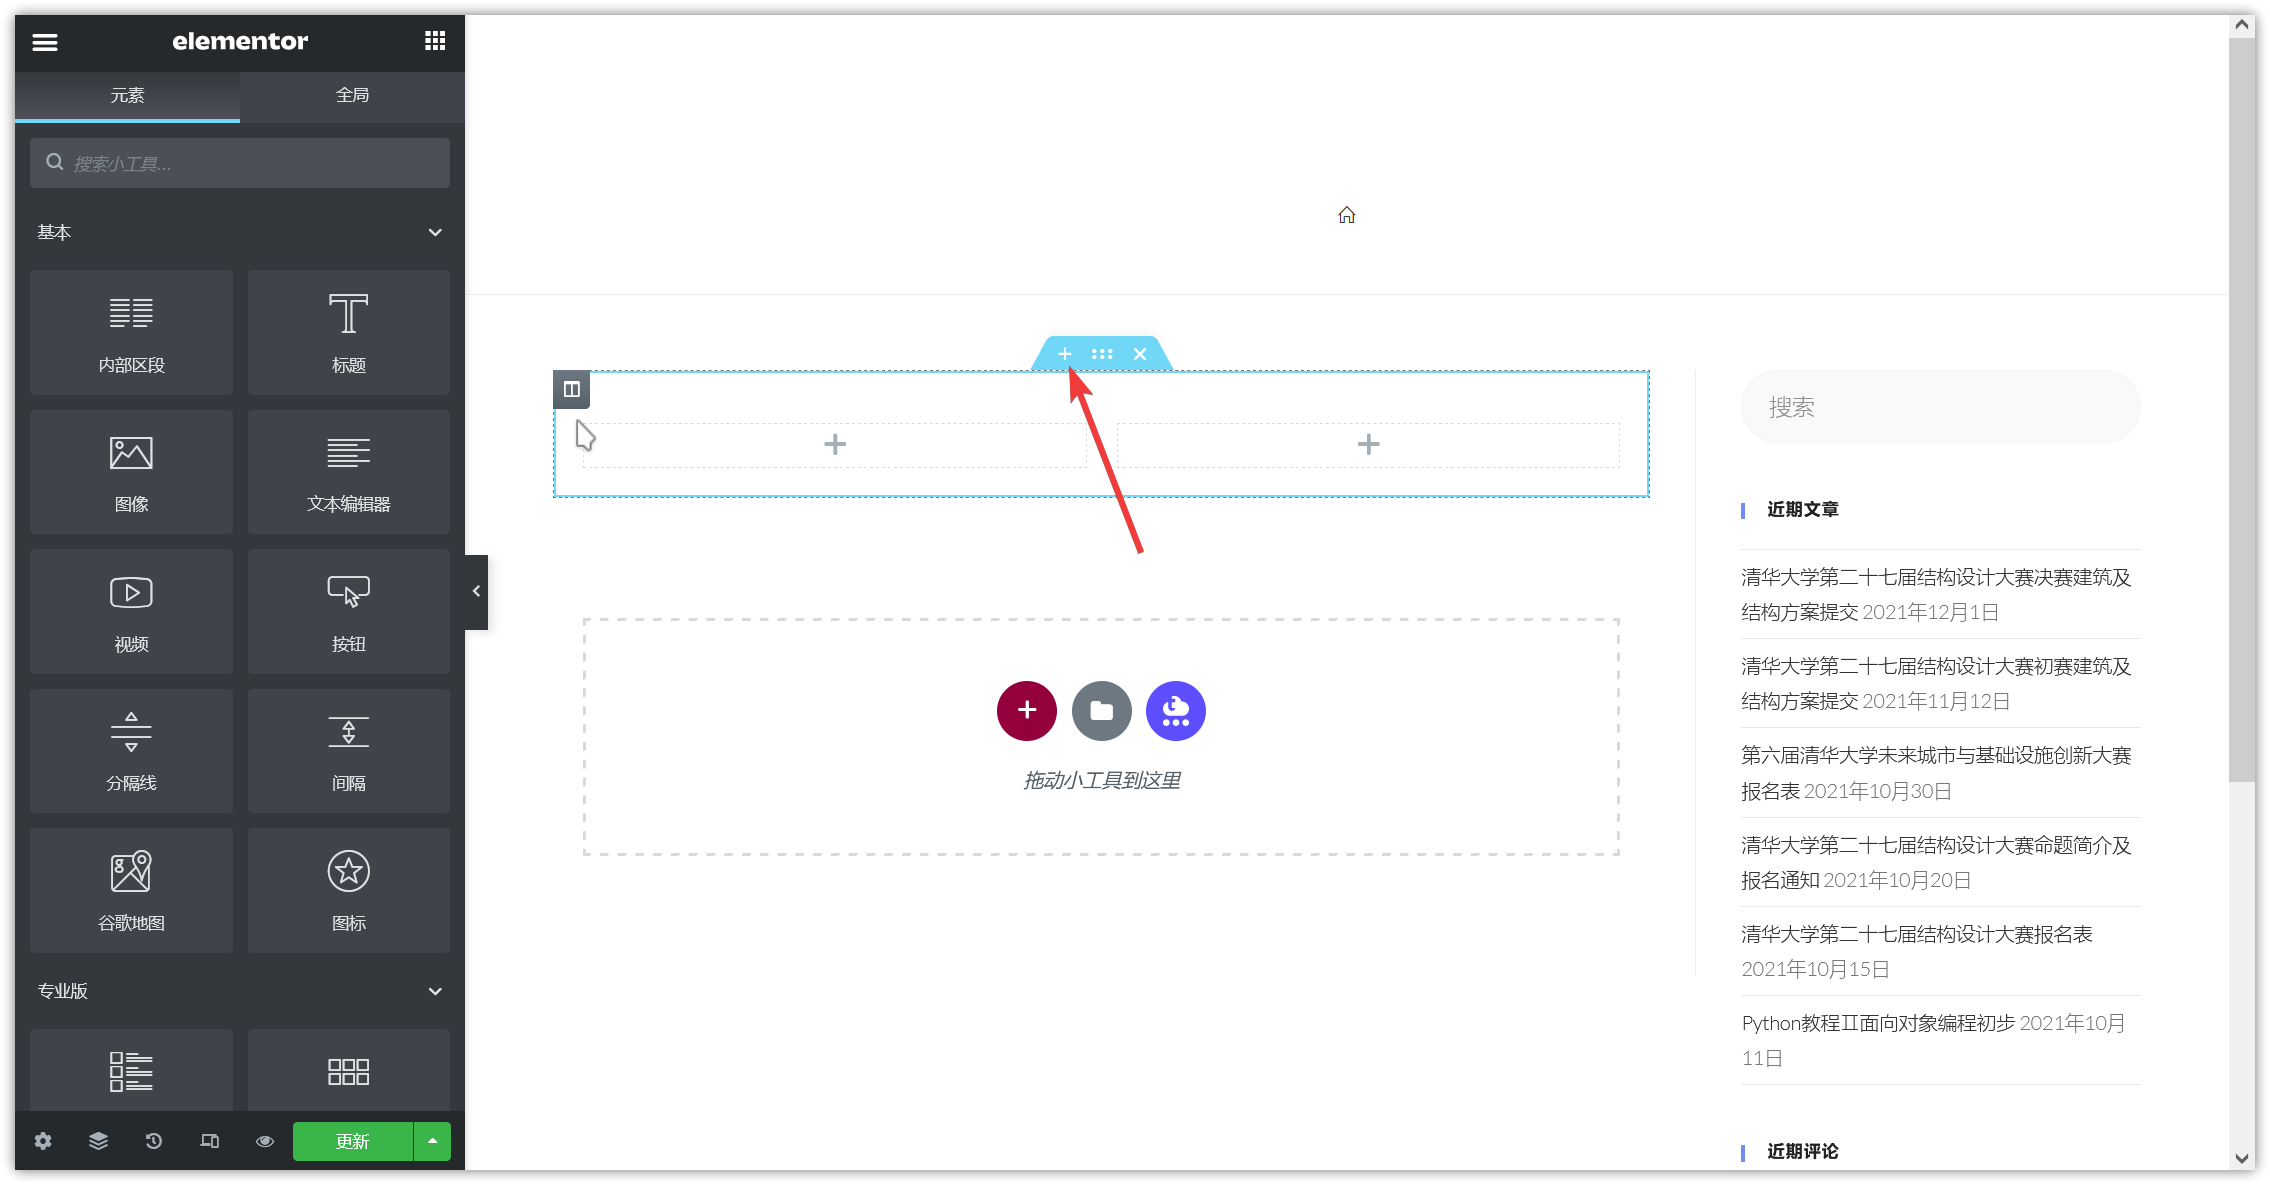 elementor
元素
全局
搜索小工具...
基本
内部区段
标题
图像
文本编辑器
视频
按钮
分隔线
间隔
谷歌地图
图标
专业版
更新
拖动小工具到这里
搜索
近期文章
清华大学第二十七届结构设计大赛决赛建筑及
结构方案提交 2021年12月1日
清华大学第二十七届结构设计大赛初赛建筑及
结构方案提交 2021年11月12日
第六届清华大学未来城市与基础设施创新大赛
报名表 2021年10月30日
清华大学第二十七届结构设计大赛命题简介及
报名通知 2021年10月20日
清华大学第二十七届结构设计大赛报名表
2021年10月15日
Python教程Ⅱ面向对象编程初步 2021年10月
11日
近期评论